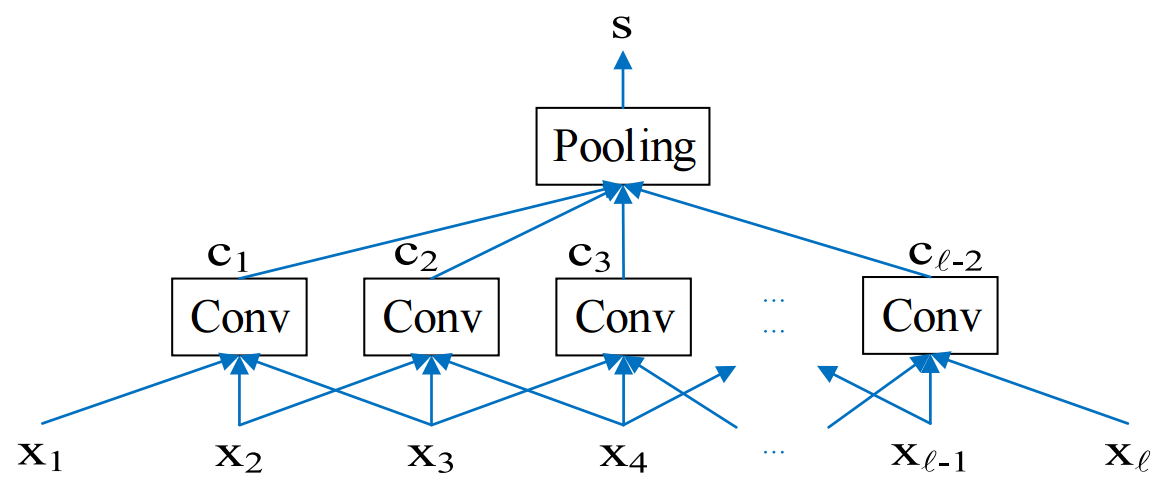 s
Pooling
c₁ c₂ c₃ cℓ-2
Conv Conv Conv ... ... Conv
x₁ x₂ x₃ x₄ ... xℓ-1 xℓ